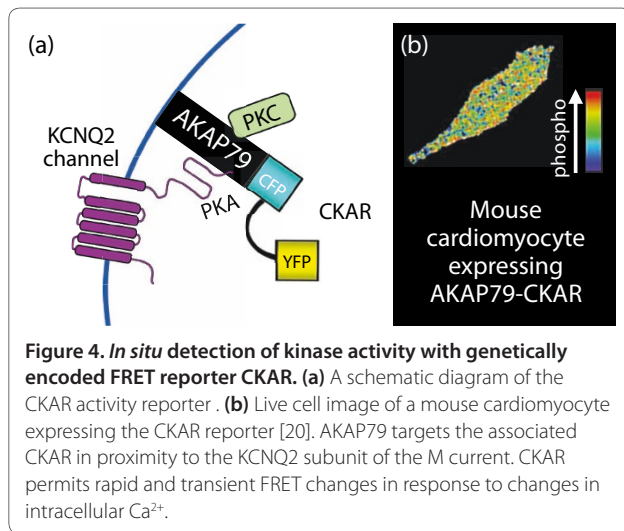 (a)
KCNQ2
channel
AKAP79
PKC
PKA
CFP
CKAR
YFP
(b)
phospho
Mouse
cardiomyocyte
expressing
AKAP79-CKAR
Figure 4. In situ detection of kinase activity with genetically
encoded FRET reporter CKAR. (a) A schematic diagram of the
CKAR activity reporter . (b) Live cell image of a mouse cardiomyocyte
expressing the CKAR reporter [20]. AKAP79 targets the associated
CKAR in proximity to the KCNQ2 subunit of the M current. CKAR
permits rapid and transient FRET changes in response to changes in
intracellular Ca²⁺.